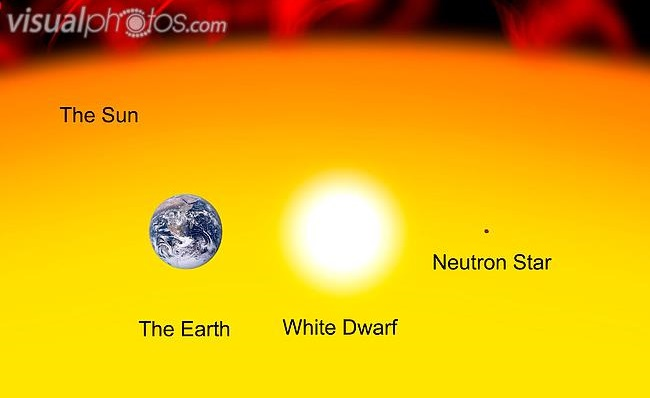 visualphotos.com
The Sun
Neutron Star
The Earth
White Dwarf